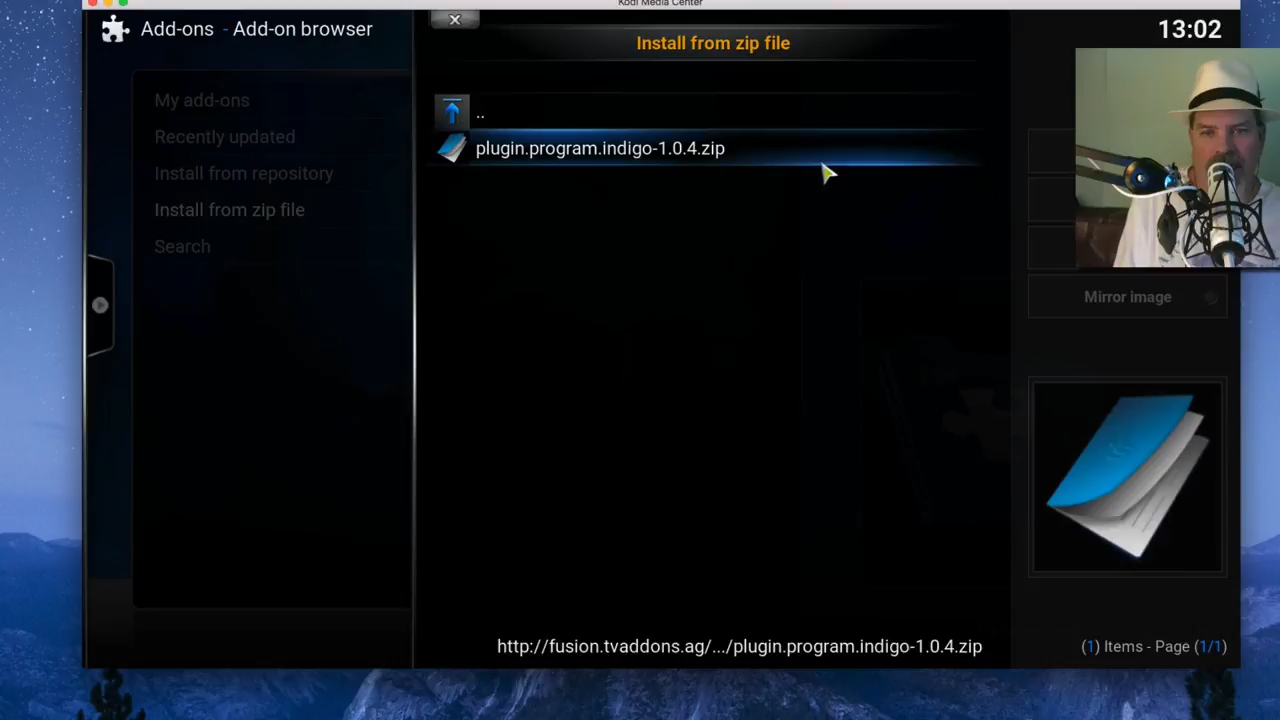 Kodi Media Center
Add-ons - Add-on browser
Install from zip file
13:02
My add-ons
Recently updated
Install from repository
Install from zip file
Search
..
plugin.program.indigo-1.0.4.zip
Mirror image
http://fusion.tvaddons.ag/.../plugin.program.indigo-1.0.4.zip
(1) Items - Page (1/1)